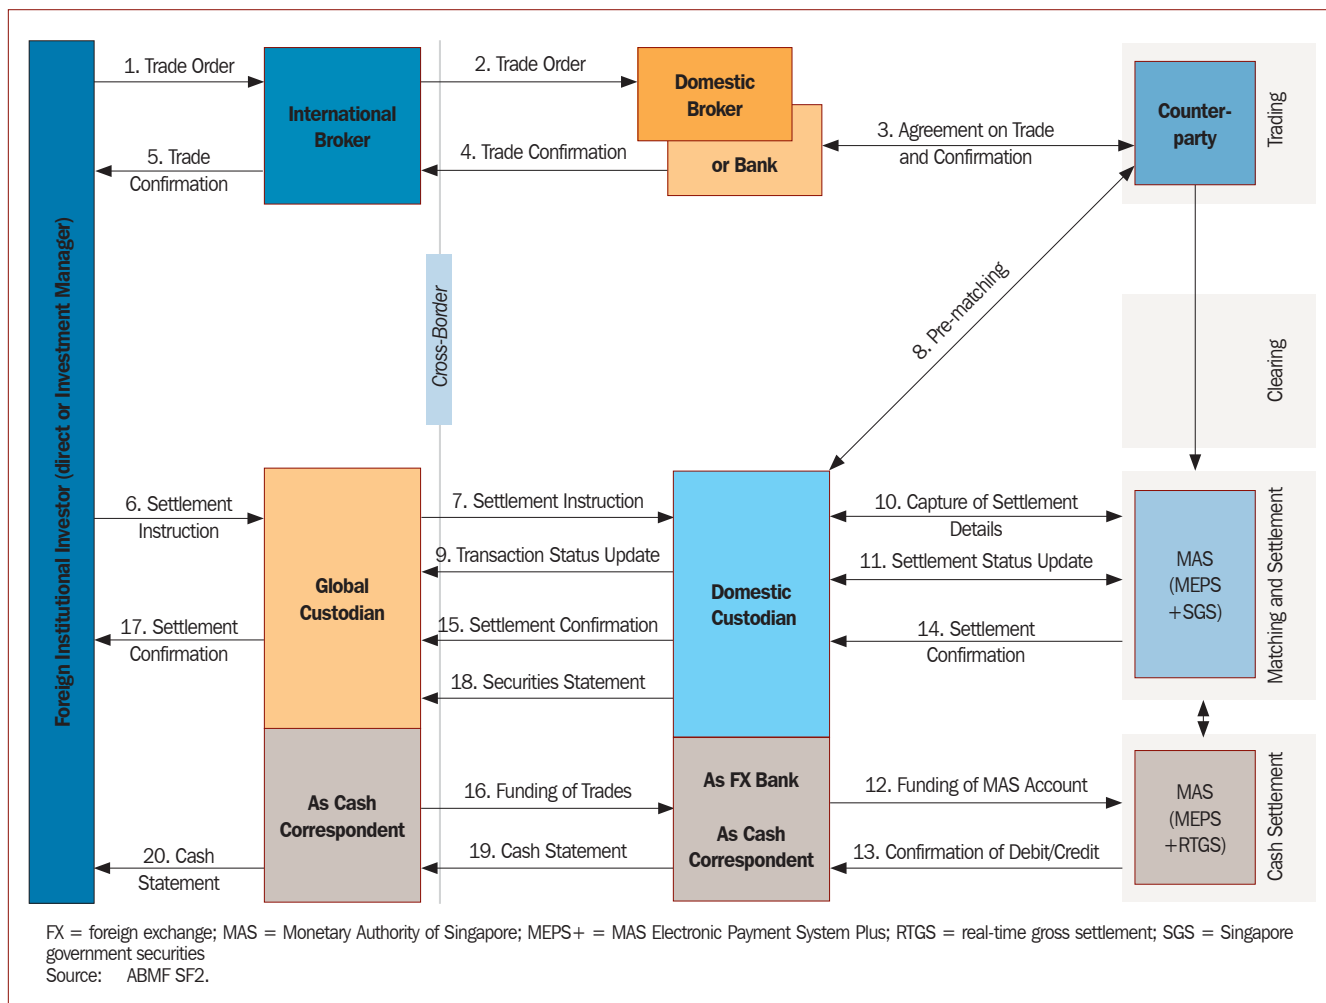 1. Trade Order
2. Trade Order
International
Broker
Domestic
Broker
or Bank
Counter-
party
Trading
3. Agreement on Trade
and Confirmation
4. Trade Confirmation
5. Trade
Confirmation
Foreign Institutional Investor (direct or Investment Manager)
Cross-Border
8. Pre-matching
Clearing
6. Settlement
Instruction
7. Settlement Instruction
9. Transaction Status Update
Global
Custodian
Domestic
Custodian
10. Capture of Settlement
Details
11. Settlement Status Update
MAS
(MEPS
+SGS)
Matching and Settlement
17. Settlement
Confirmation
15. Settlement Confirmation
14. Settlement
Confirmation
18. Securities Statement
As Cash
Correspondent
16. Funding of Trades
As FX Bank
As Cash
Correspondent
12. Funding of MAS Account
MAS
(MEPS
+RTGS)
Cash Settlement
20. Cash
Statement
19. Cash Statement
13. Confirmation of Debit/Credit
FX = foreign exchange; MAS = Monetary Authority of Singapore; MEPS+ = MAS Electronic Payment System Plus; RTGS = real-time gross settlement; SGS = Singapore
government securities
Source: ABMF SF2.